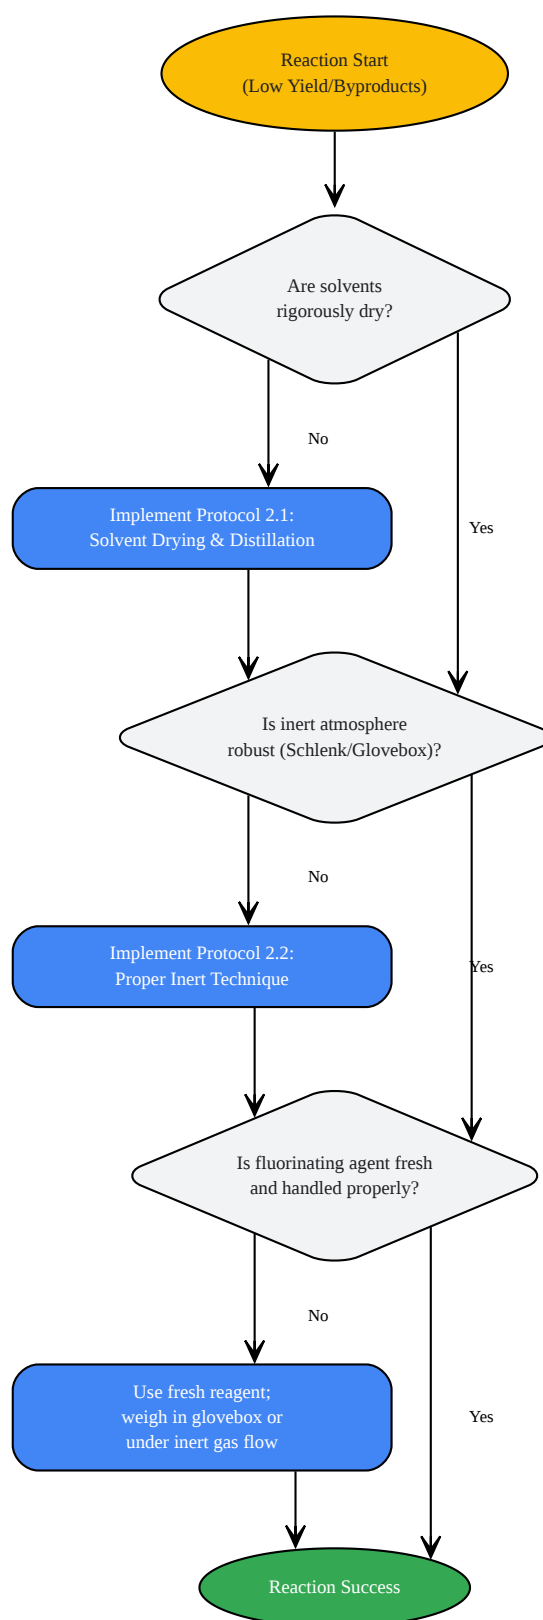 Reaction Start
(Low Yield/Byproducts)
Are solvents
rigorously dry?
No
Implement Protocol 2.1:
Solvent Drying & Distillation
Yes
Is inert atmosphere
robust (Schlenk/Glovebox)?
No
Implement Protocol 2.2:
Proper Inert Technique
Yes
Is fluorinating agent fresh
and handled properly?
No
Use fresh reagent;
weigh in glovebox or
under inert gas flow
Yes
Reaction Success